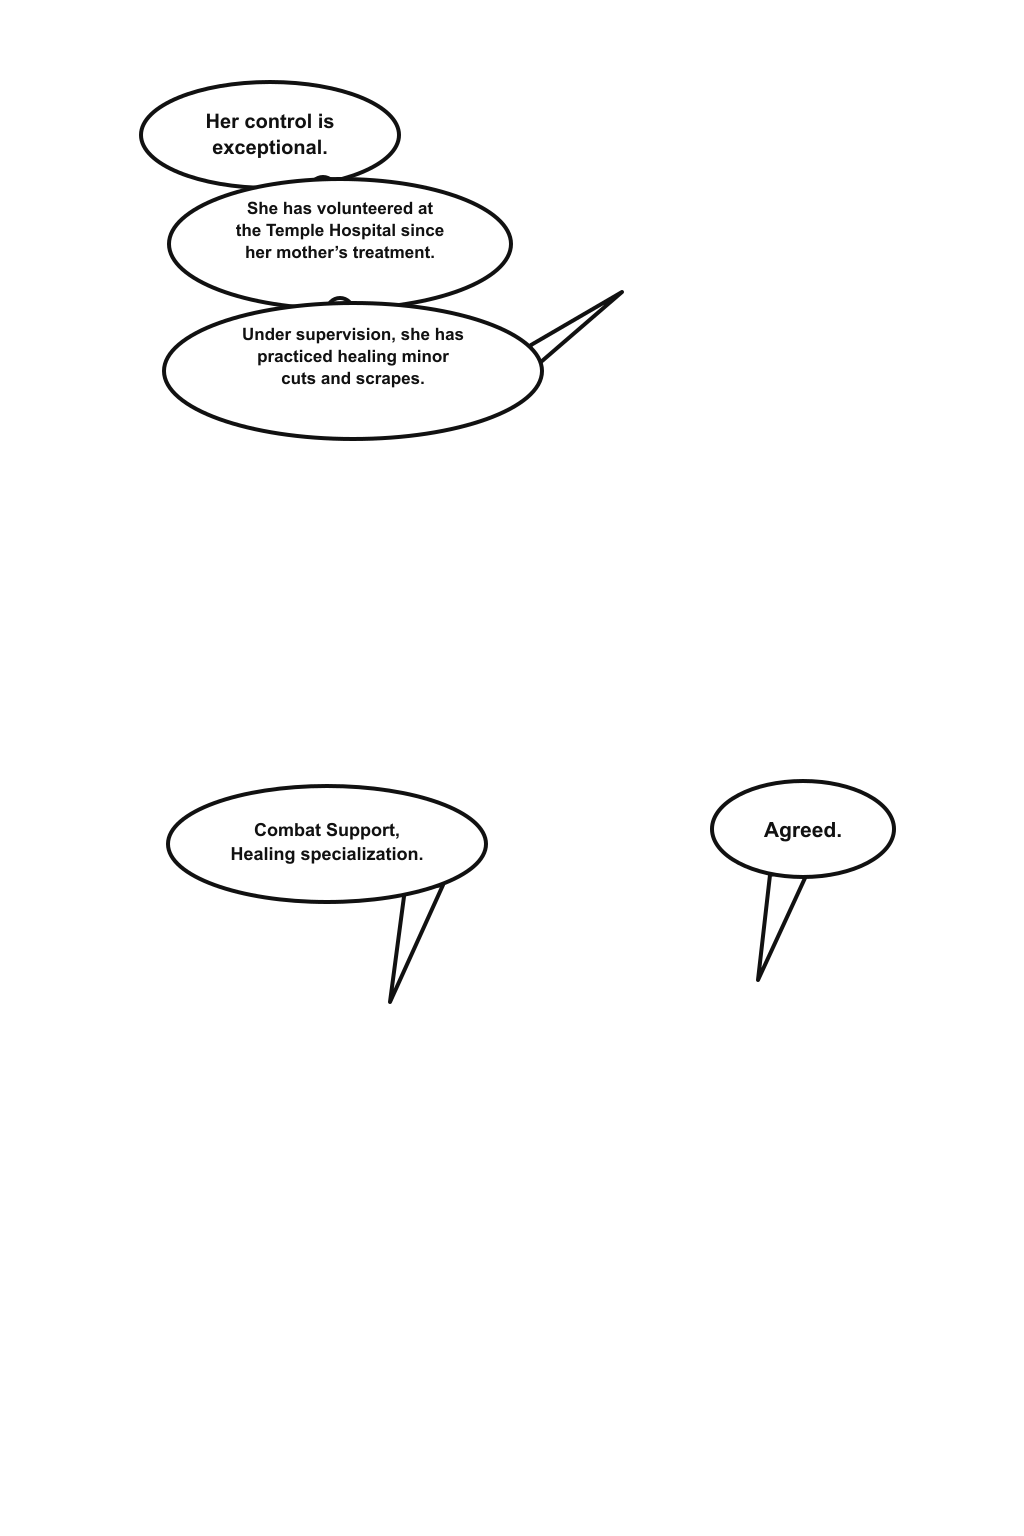 Her control is
exceptional.
She has volunteered at
the Temple Hospital since
her mother’s treatment.
Under supervision, she has
practiced healing minor
cuts and scrapes.
Combat Support,
Healing specialization.
Agreed.